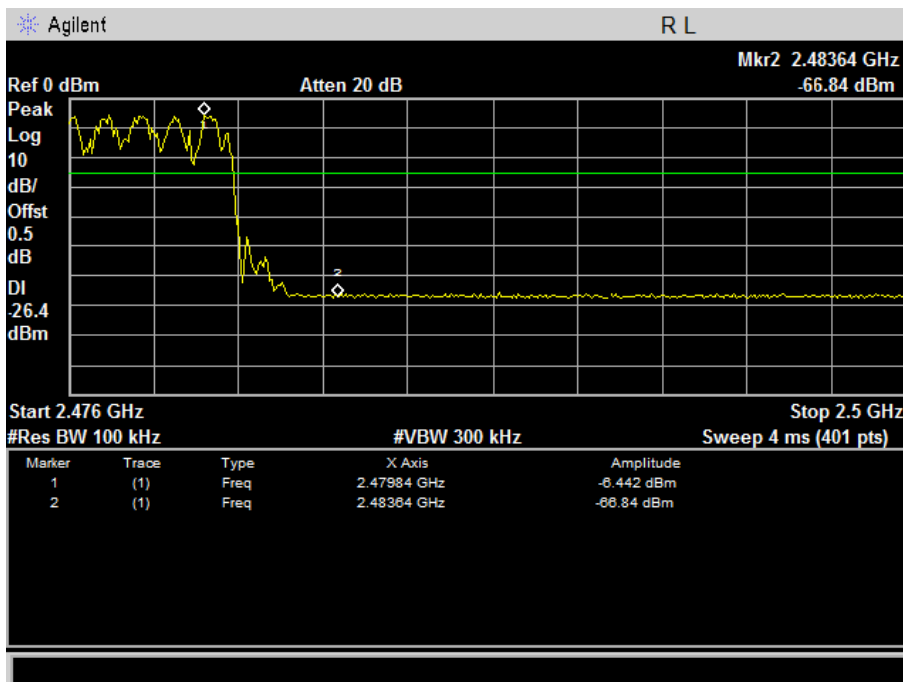 Agilent R L
Mkr2 2.48364 GHz
Ref 0 dBm Atten 20 dB -66.84 dBm
Peak
Log
10
dB/
Offst
0.5
dB
DI
-26.4
dBm
1
2
Start 2.476 GHz Stop 2.5 GHz
#Res BW 100 kHz #VBW 300 kHz Sweep 4 ms (401 pts)
Marker Trace Type X Axis Amplitude
1 (1) Freq 2.47984 GHz -6.442 dBm
2 (1) Freq 2.48364 GHz -66.84 dBm